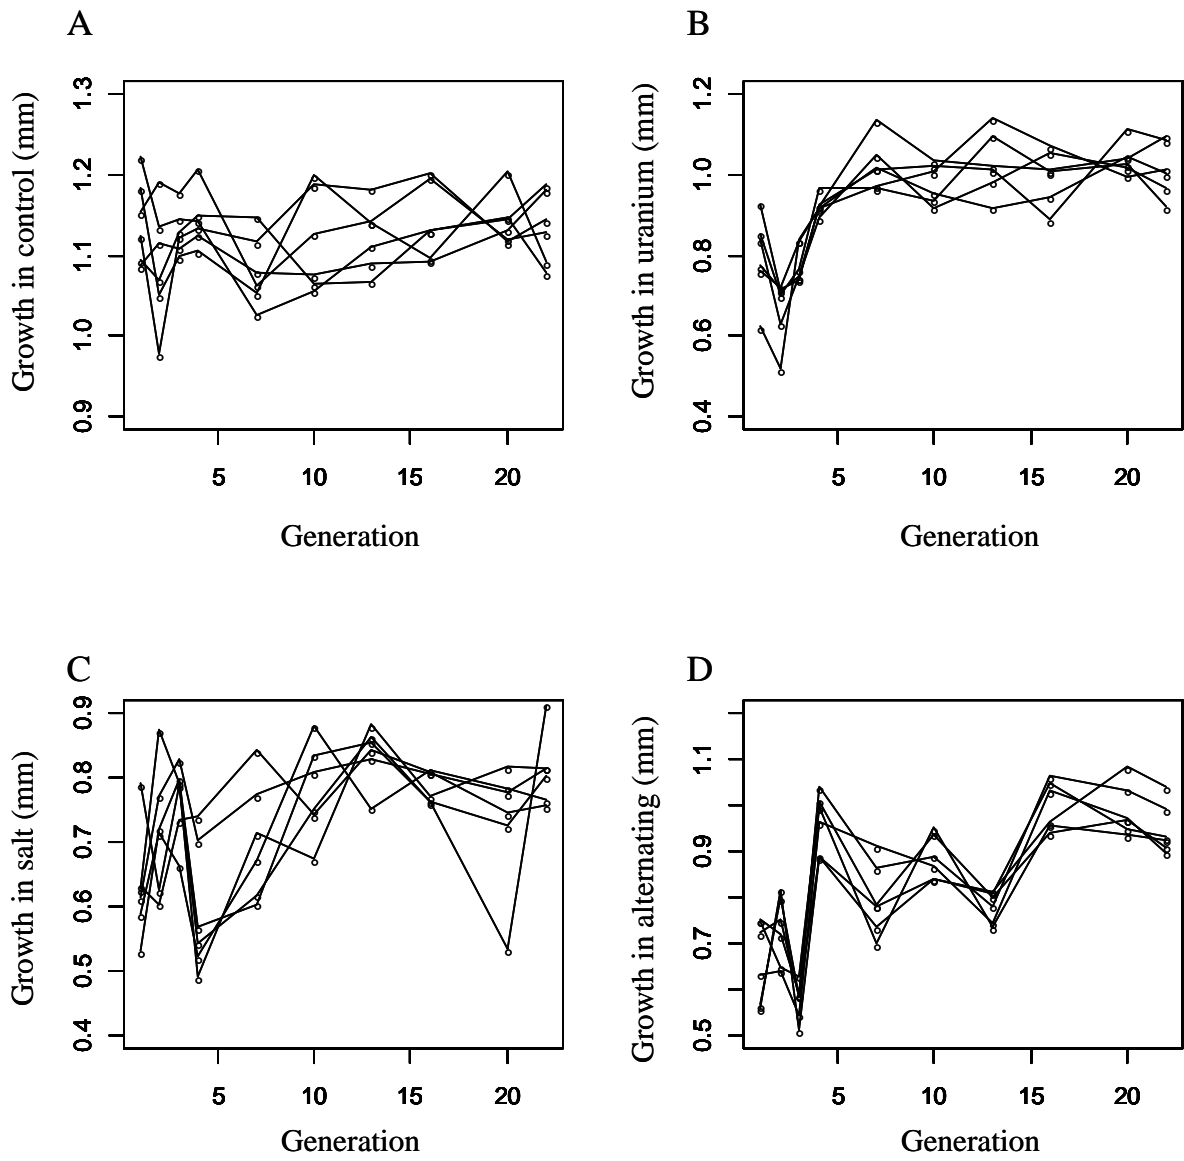 A
Growth in control (mm)
0.9 1.0 1.1 1.2 1.3
5 10 15 20
Generation
B
Growth in uranium (mm)
0.4 0.6 0.8 1.0 1.2
5 10 15 20
Generation
C
Growth in salt (mm)
0.4 0.5 0.6 0.7 0.8 0.9
5 10 15 20
Generation
D
Growth in alternating (mm)
0.5 0.7 0.9 1.1
5 10 15 20
Generation